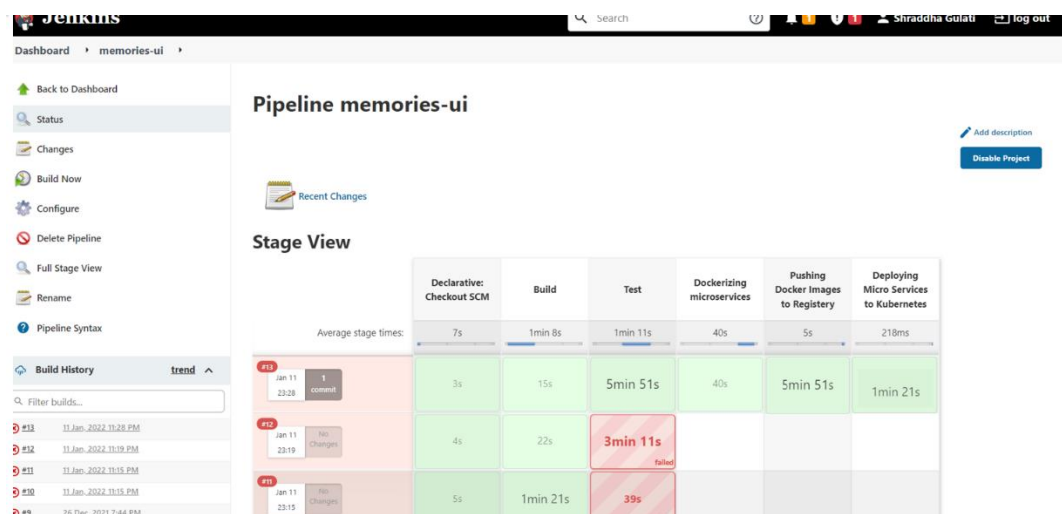 Jenkins
Search
1
1
Shraddha Gulati
log out
Dashboard
memories-ui
Back to Dashboard
Status
Changes
Build Now
Configure
Delete Pipeline
Full Stage View
Rename
Pipeline Syntax
Build History
trend
Filter builds...
#13 11 Jan, 2022 11:28 PM
#12 11 Jan, 2022 11:19 PM
#11 11 Jan, 2022 11:15 PM
#10 11 Jan, 2022 11:15 PM
#9 26 Dec, 2021 7:44 PM
Pipeline memories-ui
Add description
Disable Project
Recent Changes
Stage View
Declarative:
Checkout SCM
Build
Test
Dockerizing
microservices
Pushing
Docker Images
to Registery
Deploying
Micro Services
to Kubernetes
Average stage times:
7s
1min 8s
1min 11s
40s
5s
218ms
#13
Jan 11
23:28
1
commit
3s
15s
5min 51s
40s
5min 51s
1min 21s
#12
Jan 11
23:19
No
Changes
4s
22s
3min 11s
failed
#11
Jan 11
23:15
No
Changes
5s
1min 21s
39s